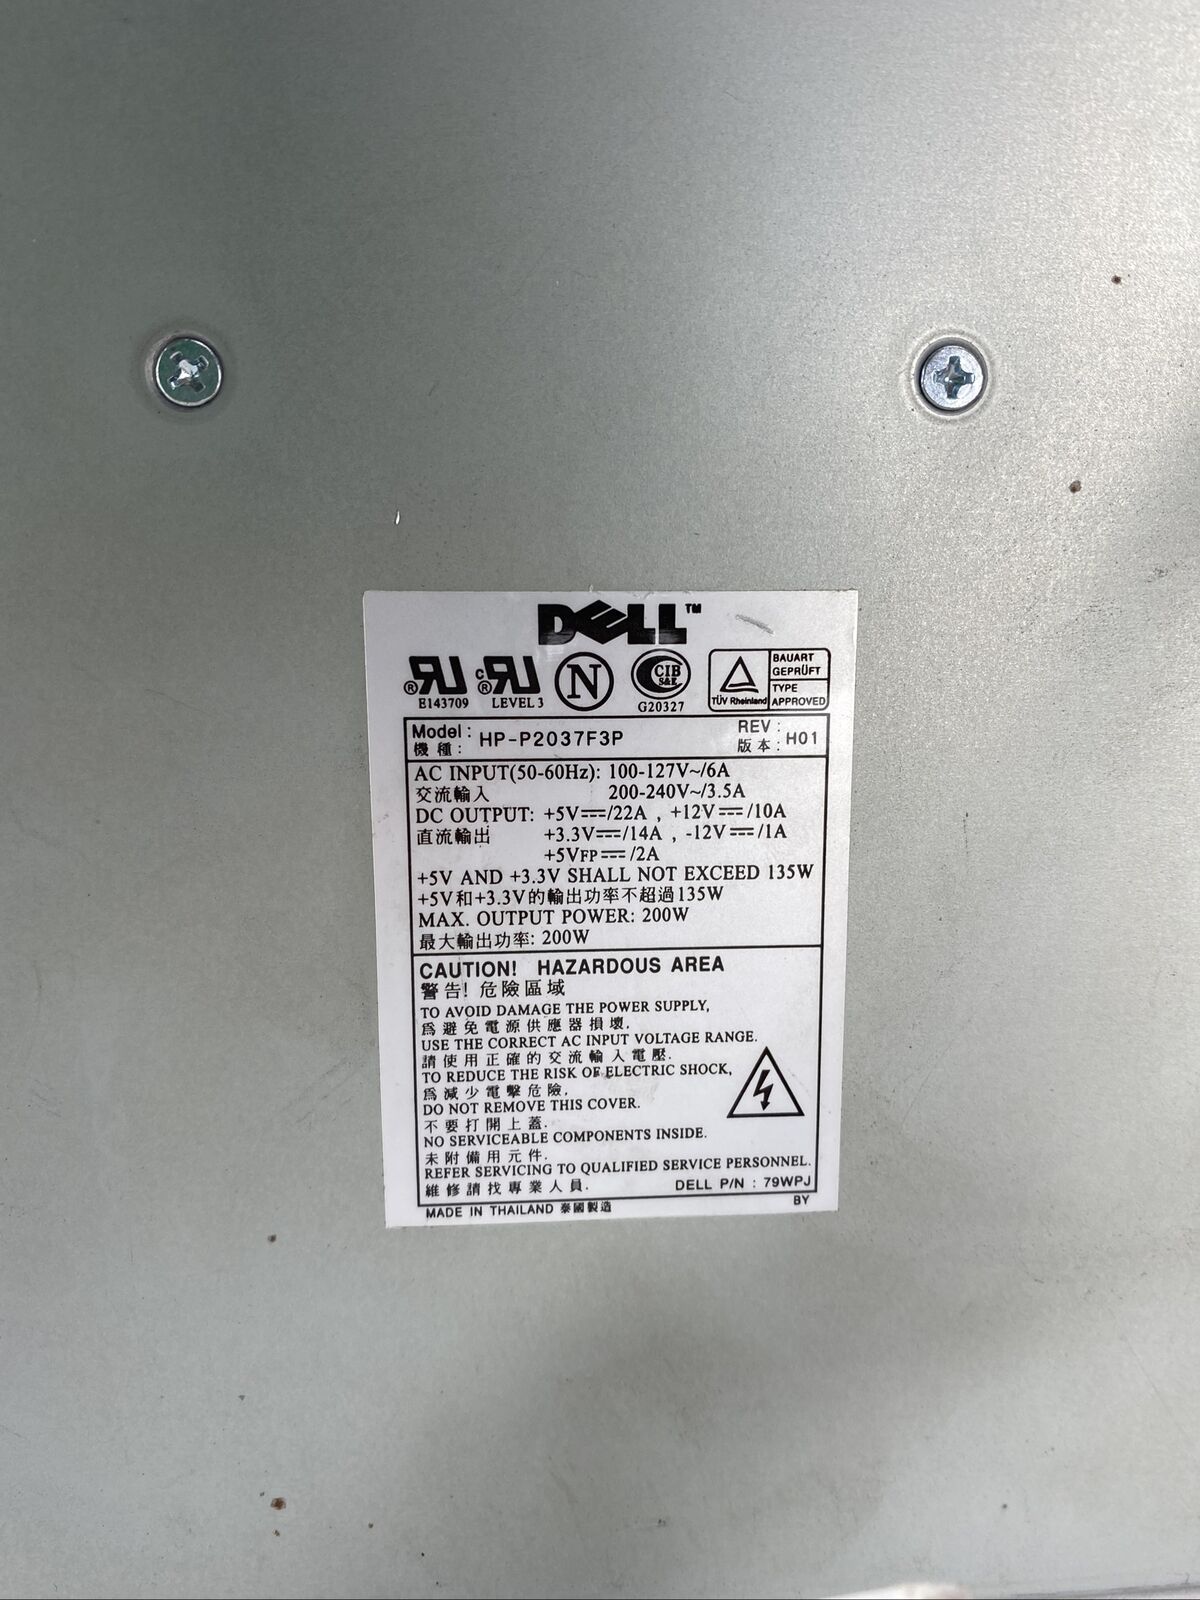 DELL™
®RU cRU® N CIB S&E BAUART GEPRÜFT
E143709 LEVEL 3 G20327 TÜV Rheinland TYPE APPROVED
Model : HP-P2037F3P REV : H01
機 種 : 版 本 :
AC INPUT(50-60Hz): 100-127V~/6A
交流輸入 200-240V~/3.5A
DC OUTPUT: +5V⎓/22A , +12V⎓/10A
直流輸出 +3.3V⎓/14A , -12V⎓/1A
+5VFP⎓/2A
+5V AND +3.3V SHALL NOT EXCEED 135W
+5V和+3.3V的輸出功率不超過135W
MAX. OUTPUT POWER: 200W
最大輸出功率: 200W
CAUTION! HAZARDOUS AREA
警告! 危險區域
TO AVOID DAMAGE THE POWER SUPPLY,
爲避免電源供應器損壞,
USE THE CORRECT AC INPUT VOLTAGE RANGE.
請使用正確的交流輸入電壓.
TO REDUCE THE RISK OF ELECTRIC SHOCK,
爲減少電擊危險,
DO NOT REMOVE THIS COVER.
不要打開上蓋.
NO SERVICEABLE COMPONENTS INSIDE.
未附備用元件.
REFER SERVICING TO QUALIFIED SERVICE PERSONNEL.
維修請找專業人員. DELL P/N : 79WPJ
MADE IN THAILAND 泰國製造 BY